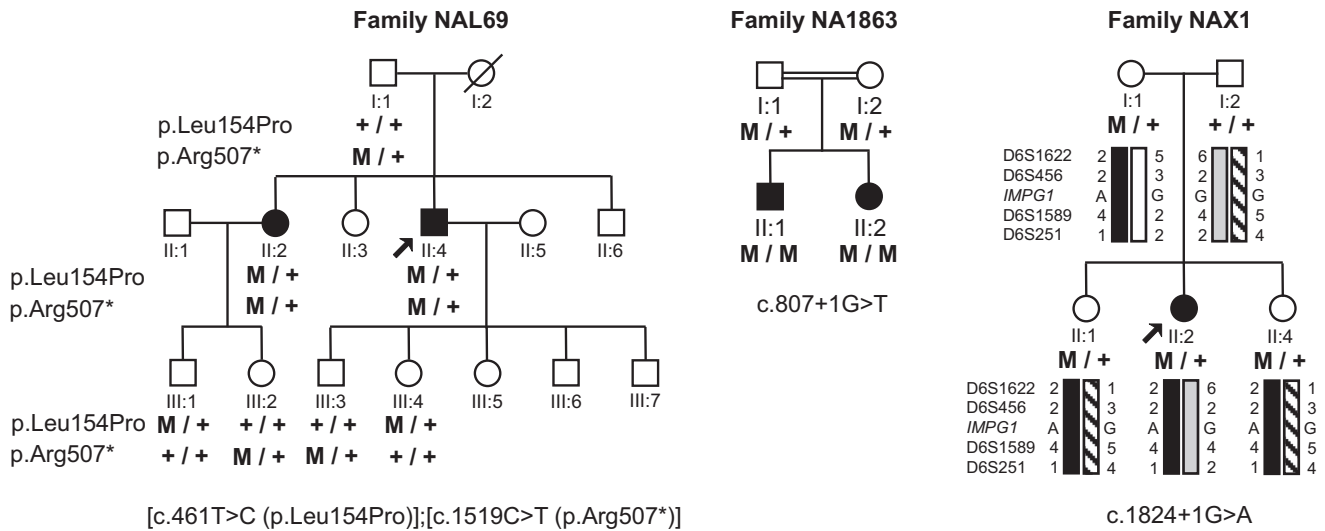 Family NAL69
I:1 I:2
p.Leu154Pro + / +
p.Arg507* M / +
II:1 II:2 II:3 II:4 II:5 II:6
p.Leu154Pro M / + M / +
p.Arg507* M / + M / +
III:1 III:2 III:3 III:4 III:5 III:6 III:7
p.Leu154Pro M / + + / + + / + M / +
p.Arg507* + / + M / + M / + + / +
[c.461T>C (p.Leu154Pro)];[c.1519C>T (p.Arg507*)]
Family NA1863
I:1 I:2
M / + M / +
II:1 II:2
M / M M / M
c.807+1G>T
Family NAX1
I:1 I:2
M / + + / +
D6S1622 2 5 6 1
D6S456 2 3 2 3
IMPG1 A G G G
D6S1589 4 2 4 5
D6S251 1 2 2 4
II:1 II:2 II:4
M / + M / + M / +
D6S1622 2 1 2 6 2 1
D6S456 2 3 2 2 2 3
IMPG1 A G A G A G
D6S1589 4 5 4 4 4 5
D6S251 1 4 1 2 1 4
c.1824+1G>A